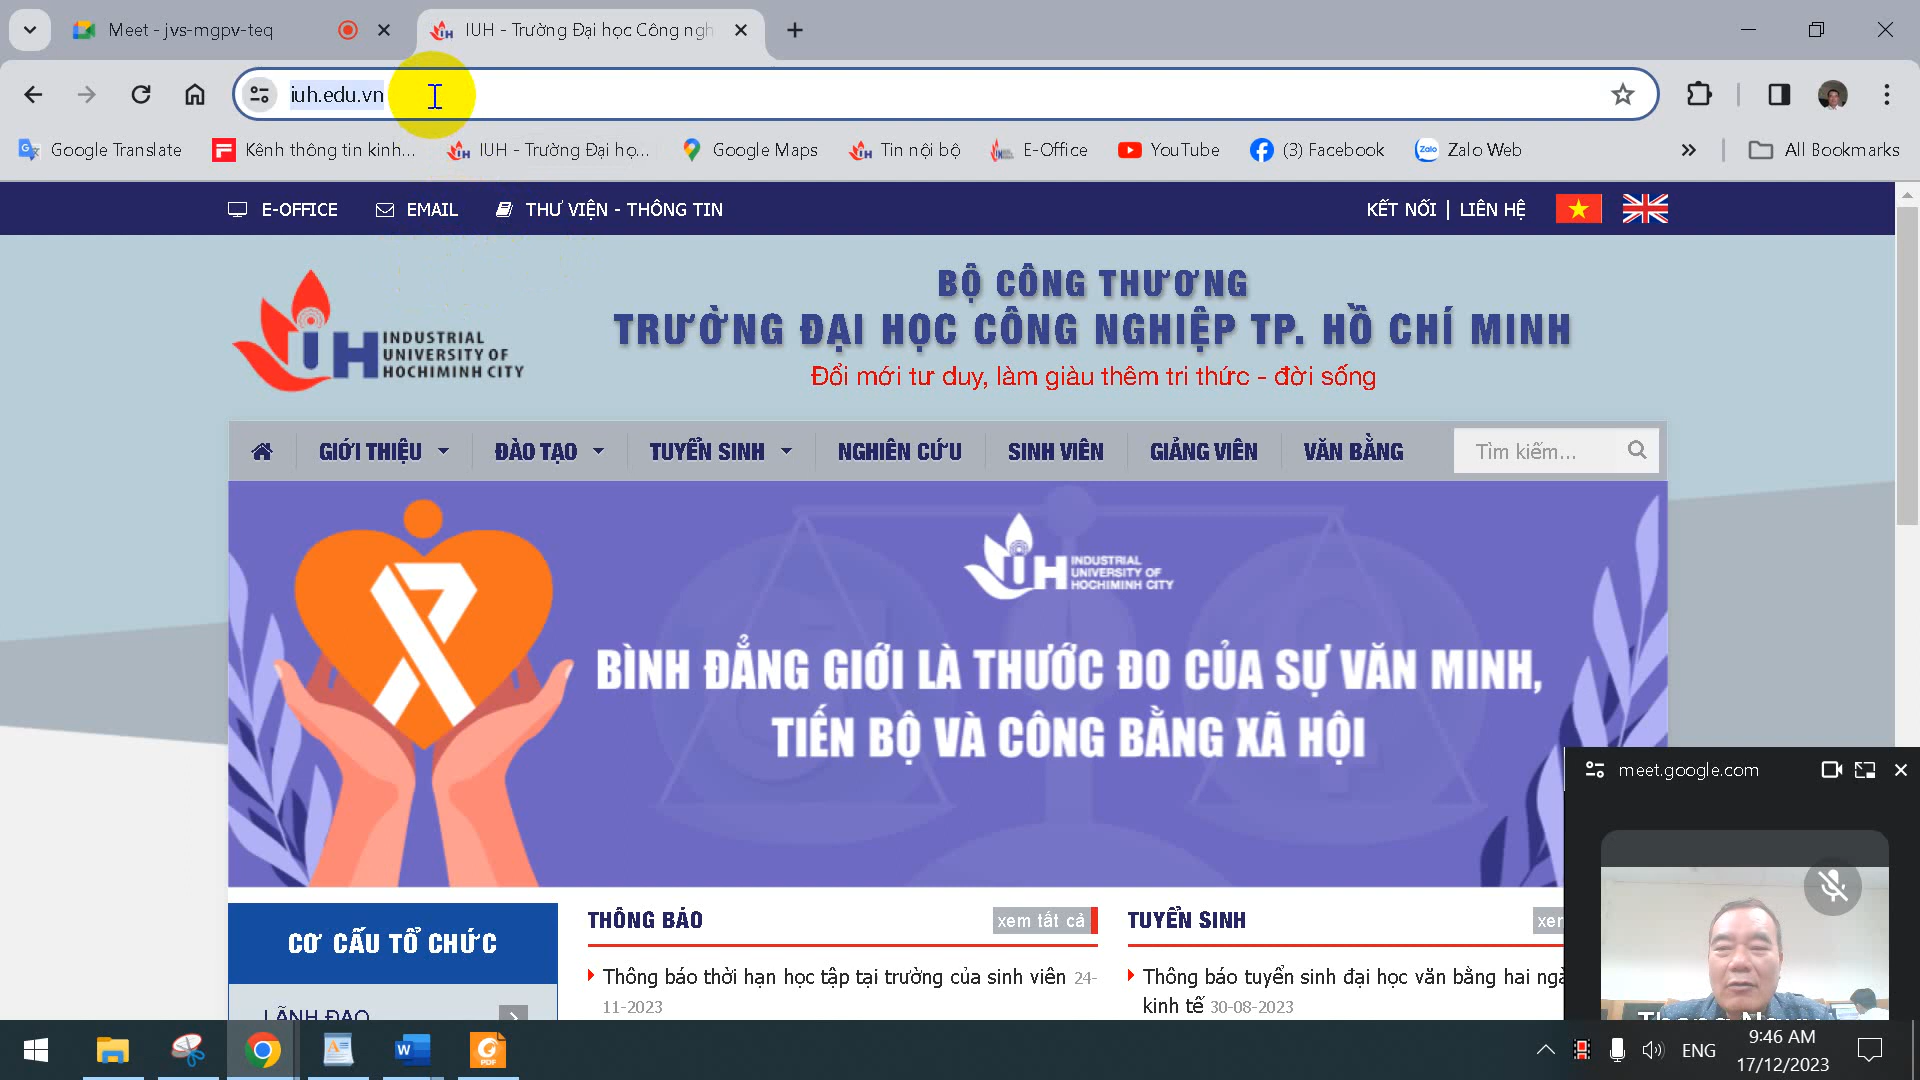 Meet - jvs-mgpv-teq
IUH - Trường Đại học Công ngh
iuh.edu.vn
Google Translate
Kênh thông tin kinh...
IUH - Trường Đại họ...
Google Maps
Tin nội bộ
E-Office
YouTube
(3) Facebook
Zalo Web
All Bookmarks
E-OFFICE
EMAIL
THƯ VIỆN - THÔNG TIN
KẾT NỐI | LIÊN HỆ
INDUSTRIAL
UNIVERSITY OF
HOCHIMINH CITY
BỘ CÔNG THƯƠNG
TRƯỜNG ĐẠI HỌC CÔNG NGHIỆP TP. HỒ CHÍ MINH
Đổi mới tư duy, làm giàu thêm tri thức - đời sống
GIỚI THIỆU
ĐÀO TẠO
TUYỂN SINH
NGHIÊN CỨU
SINH VIÊN
GIẢNG VIÊN
VĂN BẰNG
Tìm kiếm...
INDUSTRIAL
UNIVERSITY OF
HOCHIMINH CITY
BÌNH ĐẲNG GIỚI LÀ THƯỚC ĐO CỦA SỰ VĂN MINH,
TIẾN BỘ VÀ CÔNG BẰNG XÃ HỘI
meet.google.com
CƠ CẤU TỔ CHỨC
LÃNH ĐẠO
THÔNG BÁO
xem tất cả
Thông báo thời hạn học tập tại trường của sinh viên 24-
11-2023
TUYỂN SINH
xem
Thông báo tuyển sinh đại học văn bằng hai ngà
kinh tế 30-08-2023
ENG
9:46 AM
17/12/2023